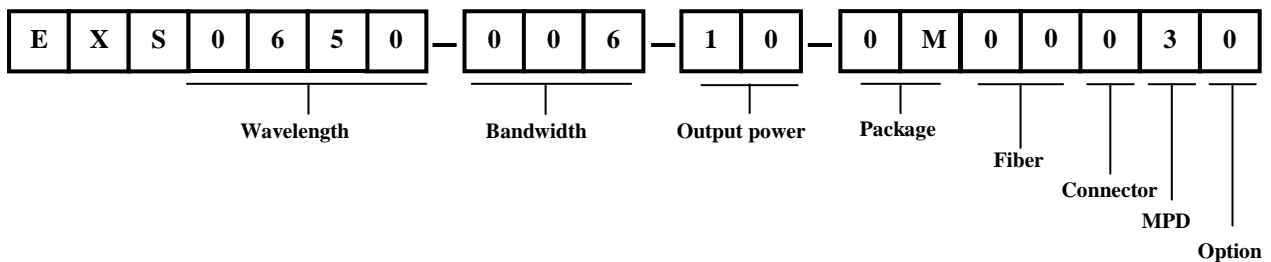 E X S 0 6 5 0 – 0 0 6 – 1 0 – 0 M 0 0 0 3 0
Wavelength Bandwidth Output power Package
Fiber
Connector
MPD
Option